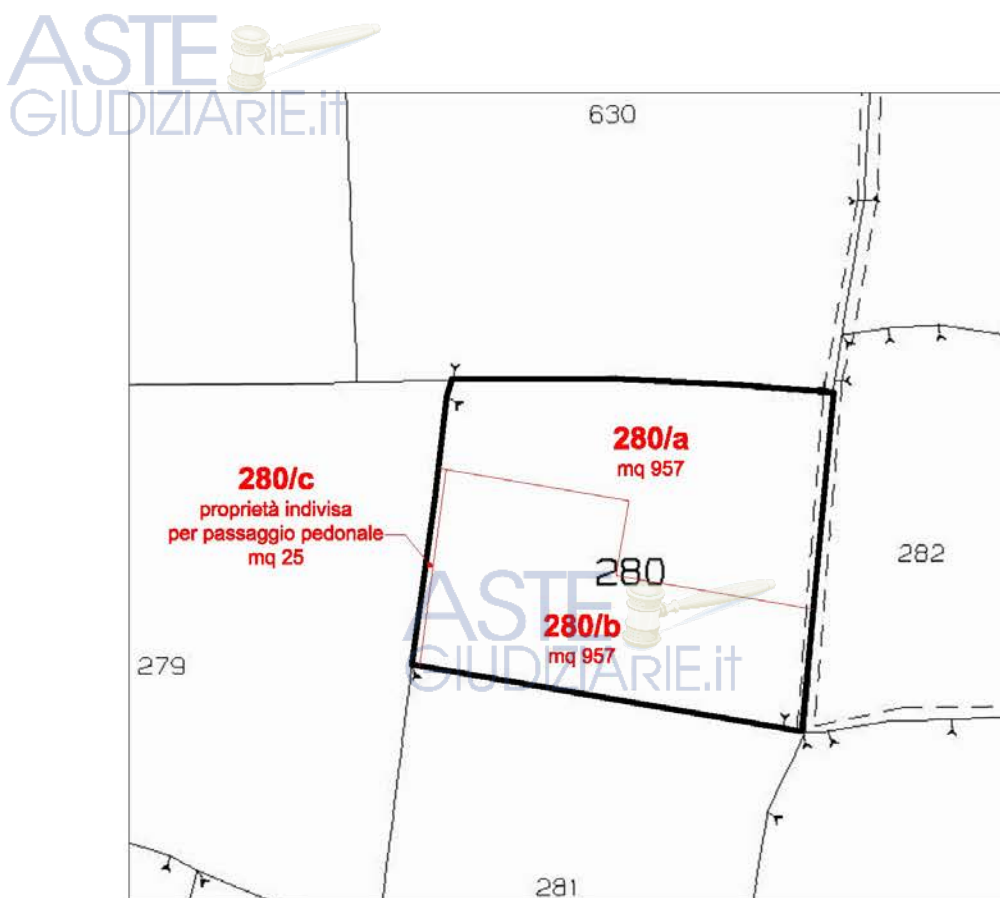 ASTE
GIUDIZIARIE.it
630
280/a
mq 957
280/c
proprietà indivisa
per passaggio pedonale
mq 25
280
282
ASTE
280/b
mq 957
GIUDIZIARIE.it
279
281